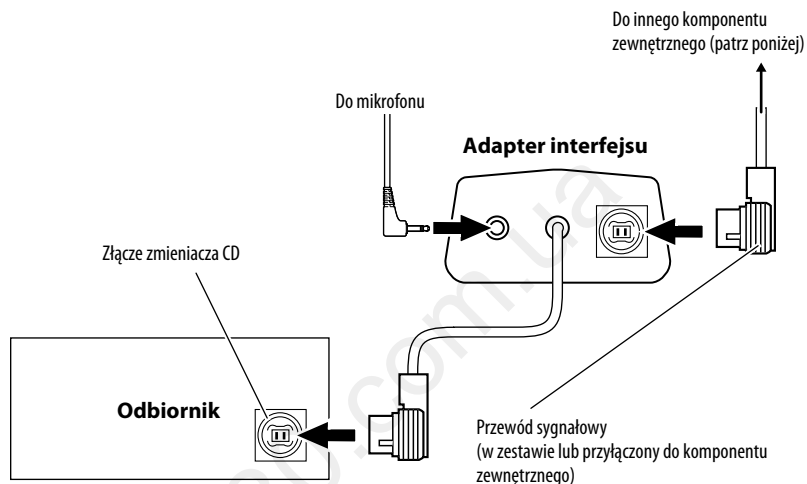 Do innego komponentu
zewnętrznego (patrz poniżej)
Do mikrofonu
Adapter interfejsu
Złącze zmieniacza CD
Odbiornik
Przewód sygnałowy
(w zestawie lub przyłączony do komponentu
zewnętrznego)